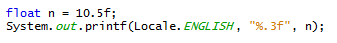 float n = 10.5f;
System.out.printf(Locale.ENGLISH, "%.3f", n);